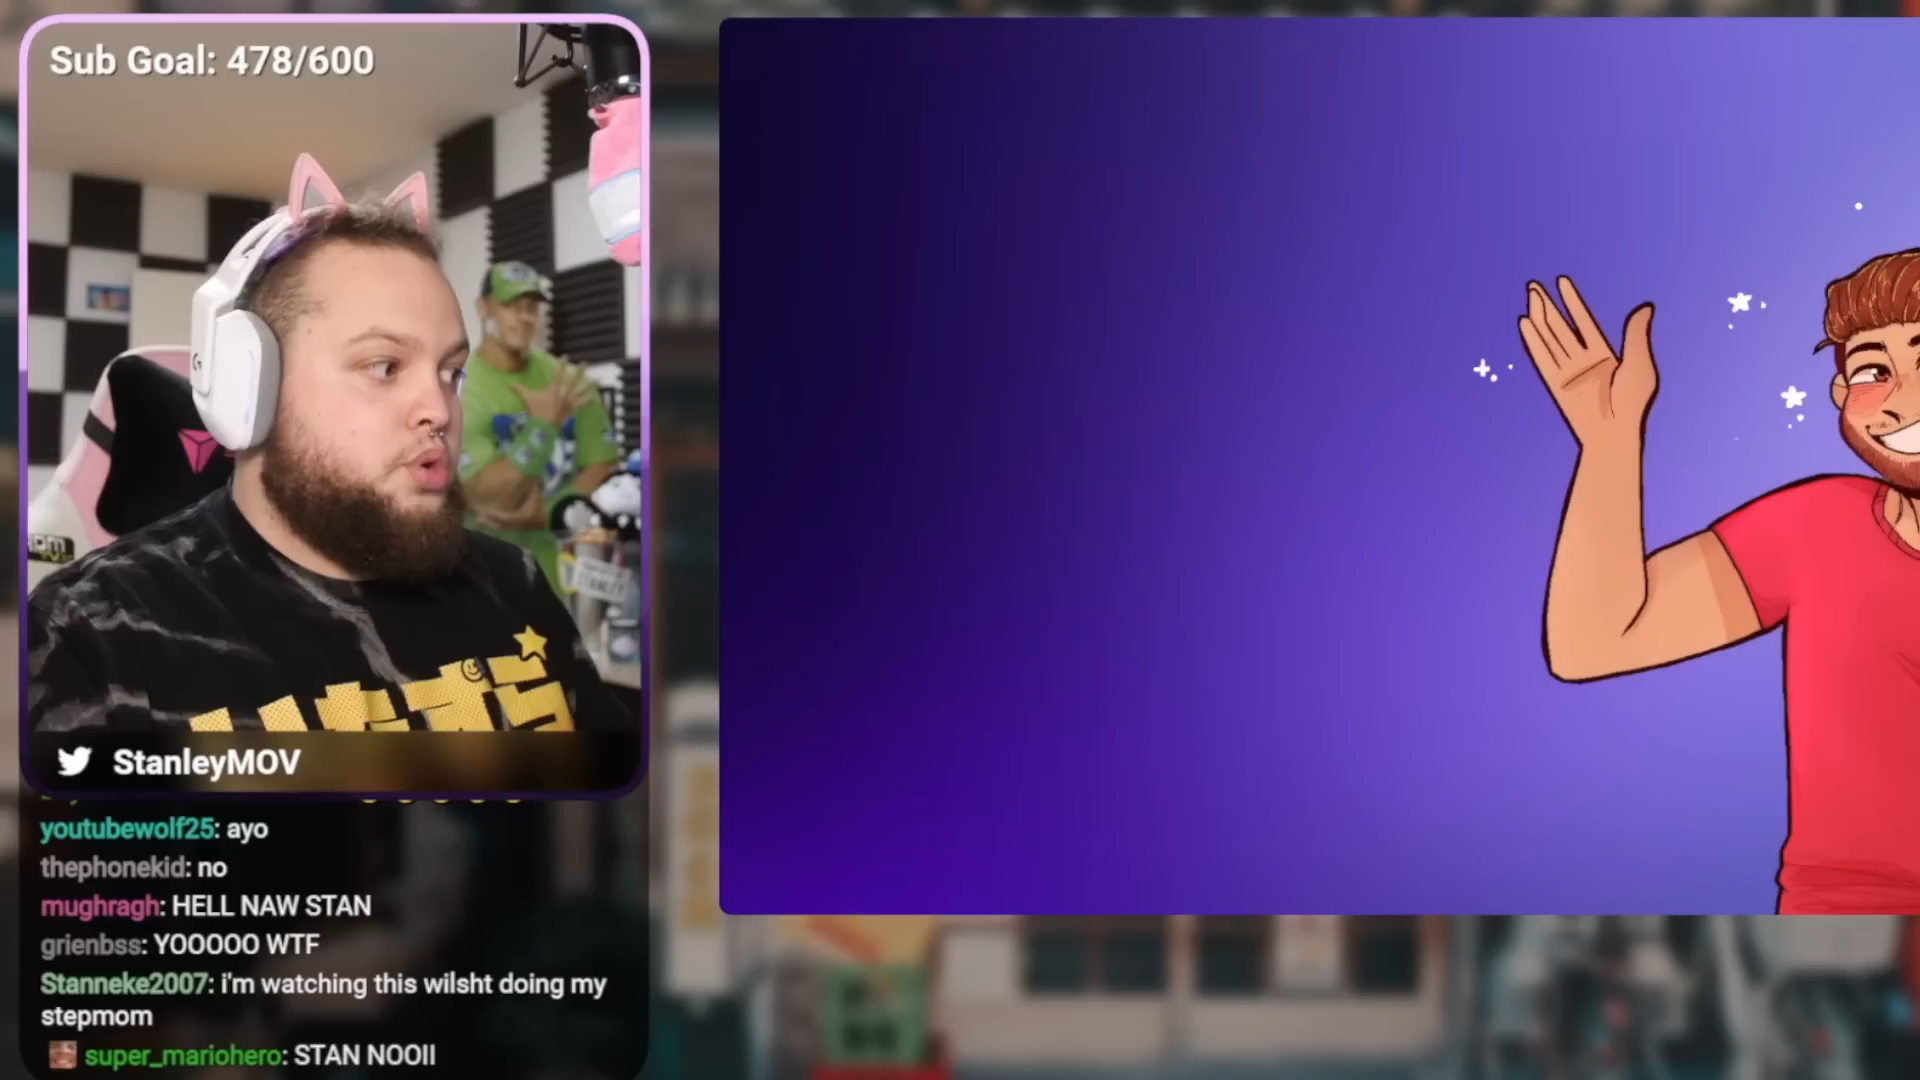 Sub Goal: 478/600
StanleyMOV
youtubewolf25: ayo
thephonekid: no
mughragh: HELL NAW STAN
grienbss: YOOOOO WTF
Stanneke2007: i'm watching this wilsht doing my
stepmom
super_mariohero: STAN NOOII